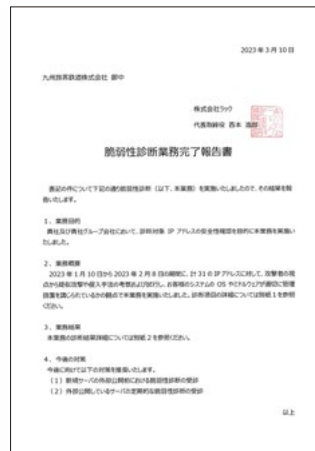 2023年3月10日
九州旅客鉄道株式会社 御中
株式会社ラック
代表取締役 西本 逸郎
脆弱性診断業務完了報告書
表記の件について下記の通り脆弱性診断(以下、本業務)を実施いたしましたので、その結果を報
告いたします。
1．業務目的
貴社及び貴社グループ会社において、診断対象 IP アドレスの安全性確認を目的に本業務を実施い
たしました。
2．業務概要
2023年1月10日から2023年2月8日の期間に、計31のIPアドレスに対して、攻撃者の視
点から疑似攻撃や侵入手法の考察および試行し、お客様のシステムの OS やミドルウェアが適切に管理
措置を講じられているかの観点で本業務を実施いたしました。診断項目の詳細については別紙1を参照
ください。
3．業務結果
本業務の診断結果詳細については別紙2を参照ください。
4．今後の対策
今後に向けて以下の対策を推奨いたします。
(1)新規サーバの外部公開前における脆弱性診断の受診
(2)外部公開しているサーバの定期的な脆弱性診断の受診
以上